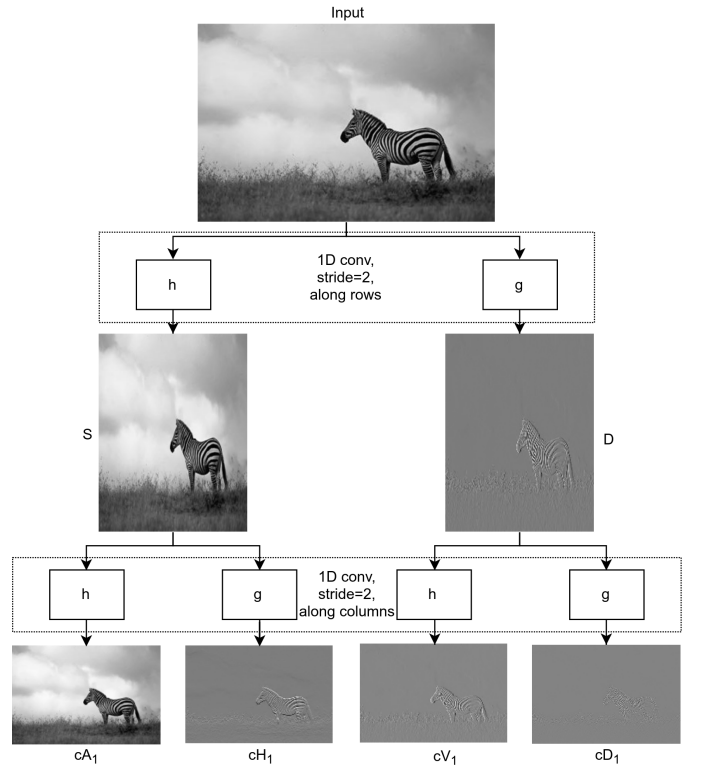 Input
h
1D conv,
stride=2,
along rows
g
S
D
h
g
1D conv,
stride=2,
along columns
h
g
cA1
cH1
cV1
cD1